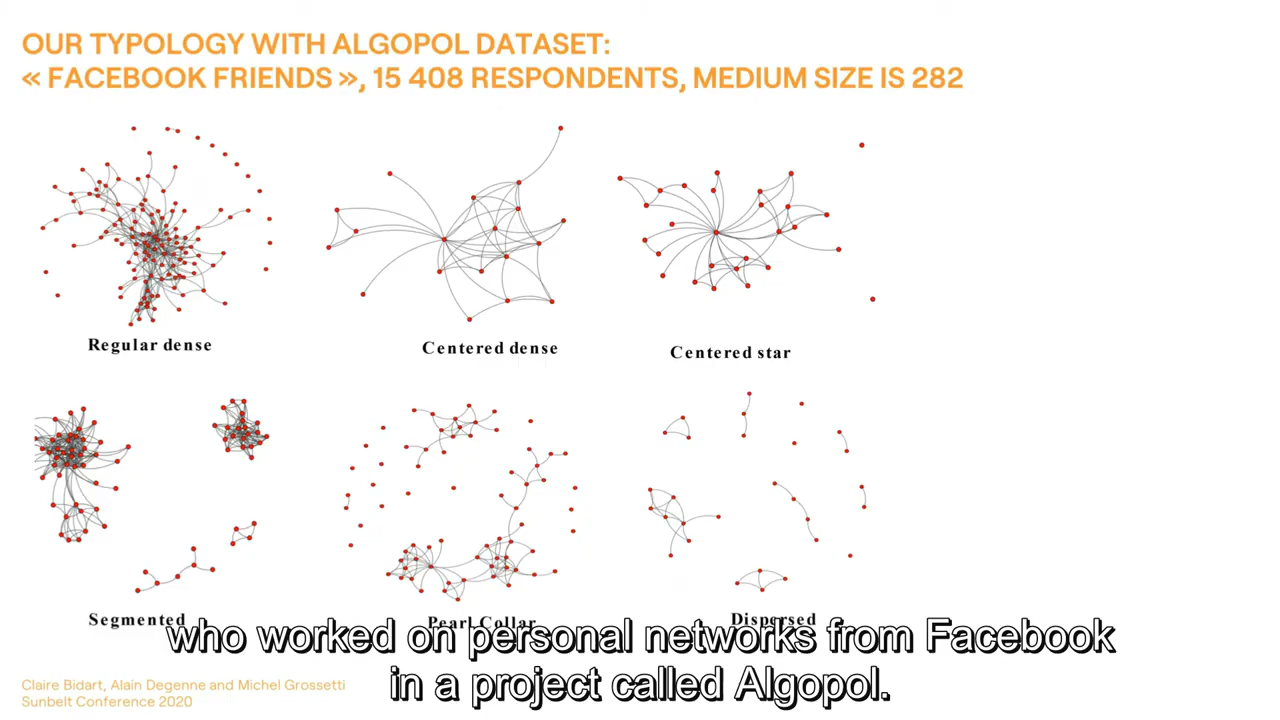 OUR TYPOLOGY WITH ALGOPOL DATASET:
« FACEBOOK FRIENDS », 15 408 RESPONDENTS, MEDIUM SIZE IS 282
Regular dense
Centered dense
Centered star
Segmented
Pearl Collar
Dispersed
who worked on personal networks from Facebook
in a project called Algopol.
Claire Bidart, Alain Degenne and Michel Grossetti
Sunbelt Conference 2020